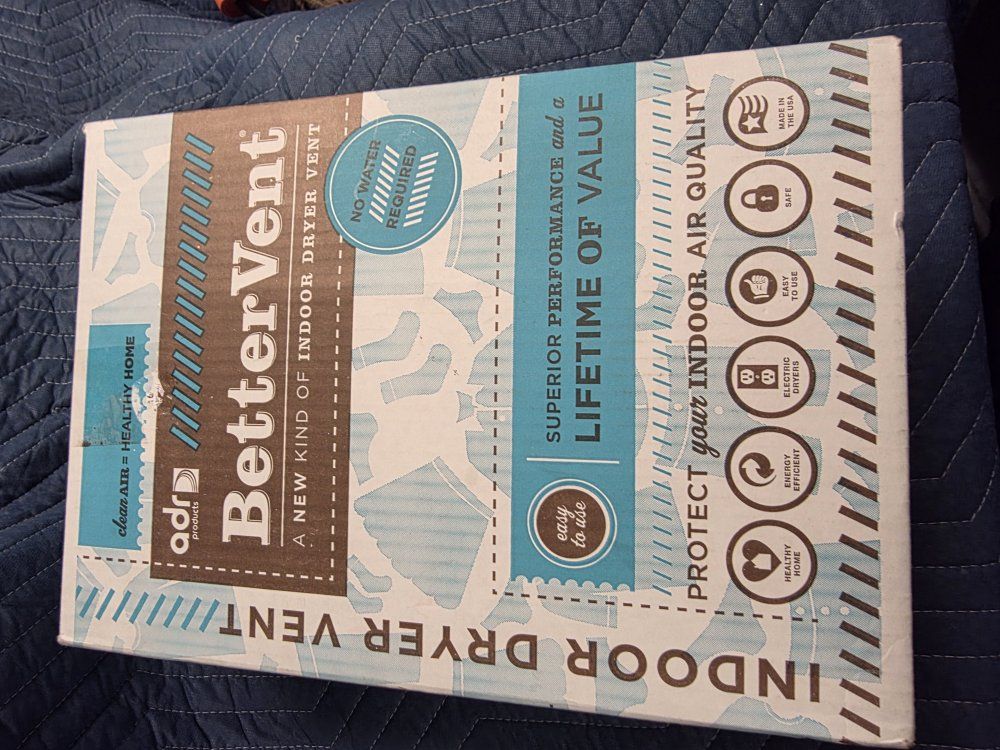 clean AIR = HEALTHY HOME
adr
products
BetterVent®
A NEW KIND OF INDOOR DRYER VENT
NO WATER
REQUIRED
easy
to use
SUPERIOR PERFORMANCE and a
LIFETIME OF VALUE
PROTECT your INDOOR AIR QUALITY
HEALTHY
HOME
ENERGY
EFFICIENT
ELECTRIC
DRYERS
EASY
TO USE
SAFE
MADE IN
THE USA
INDOOR DRYER VENT